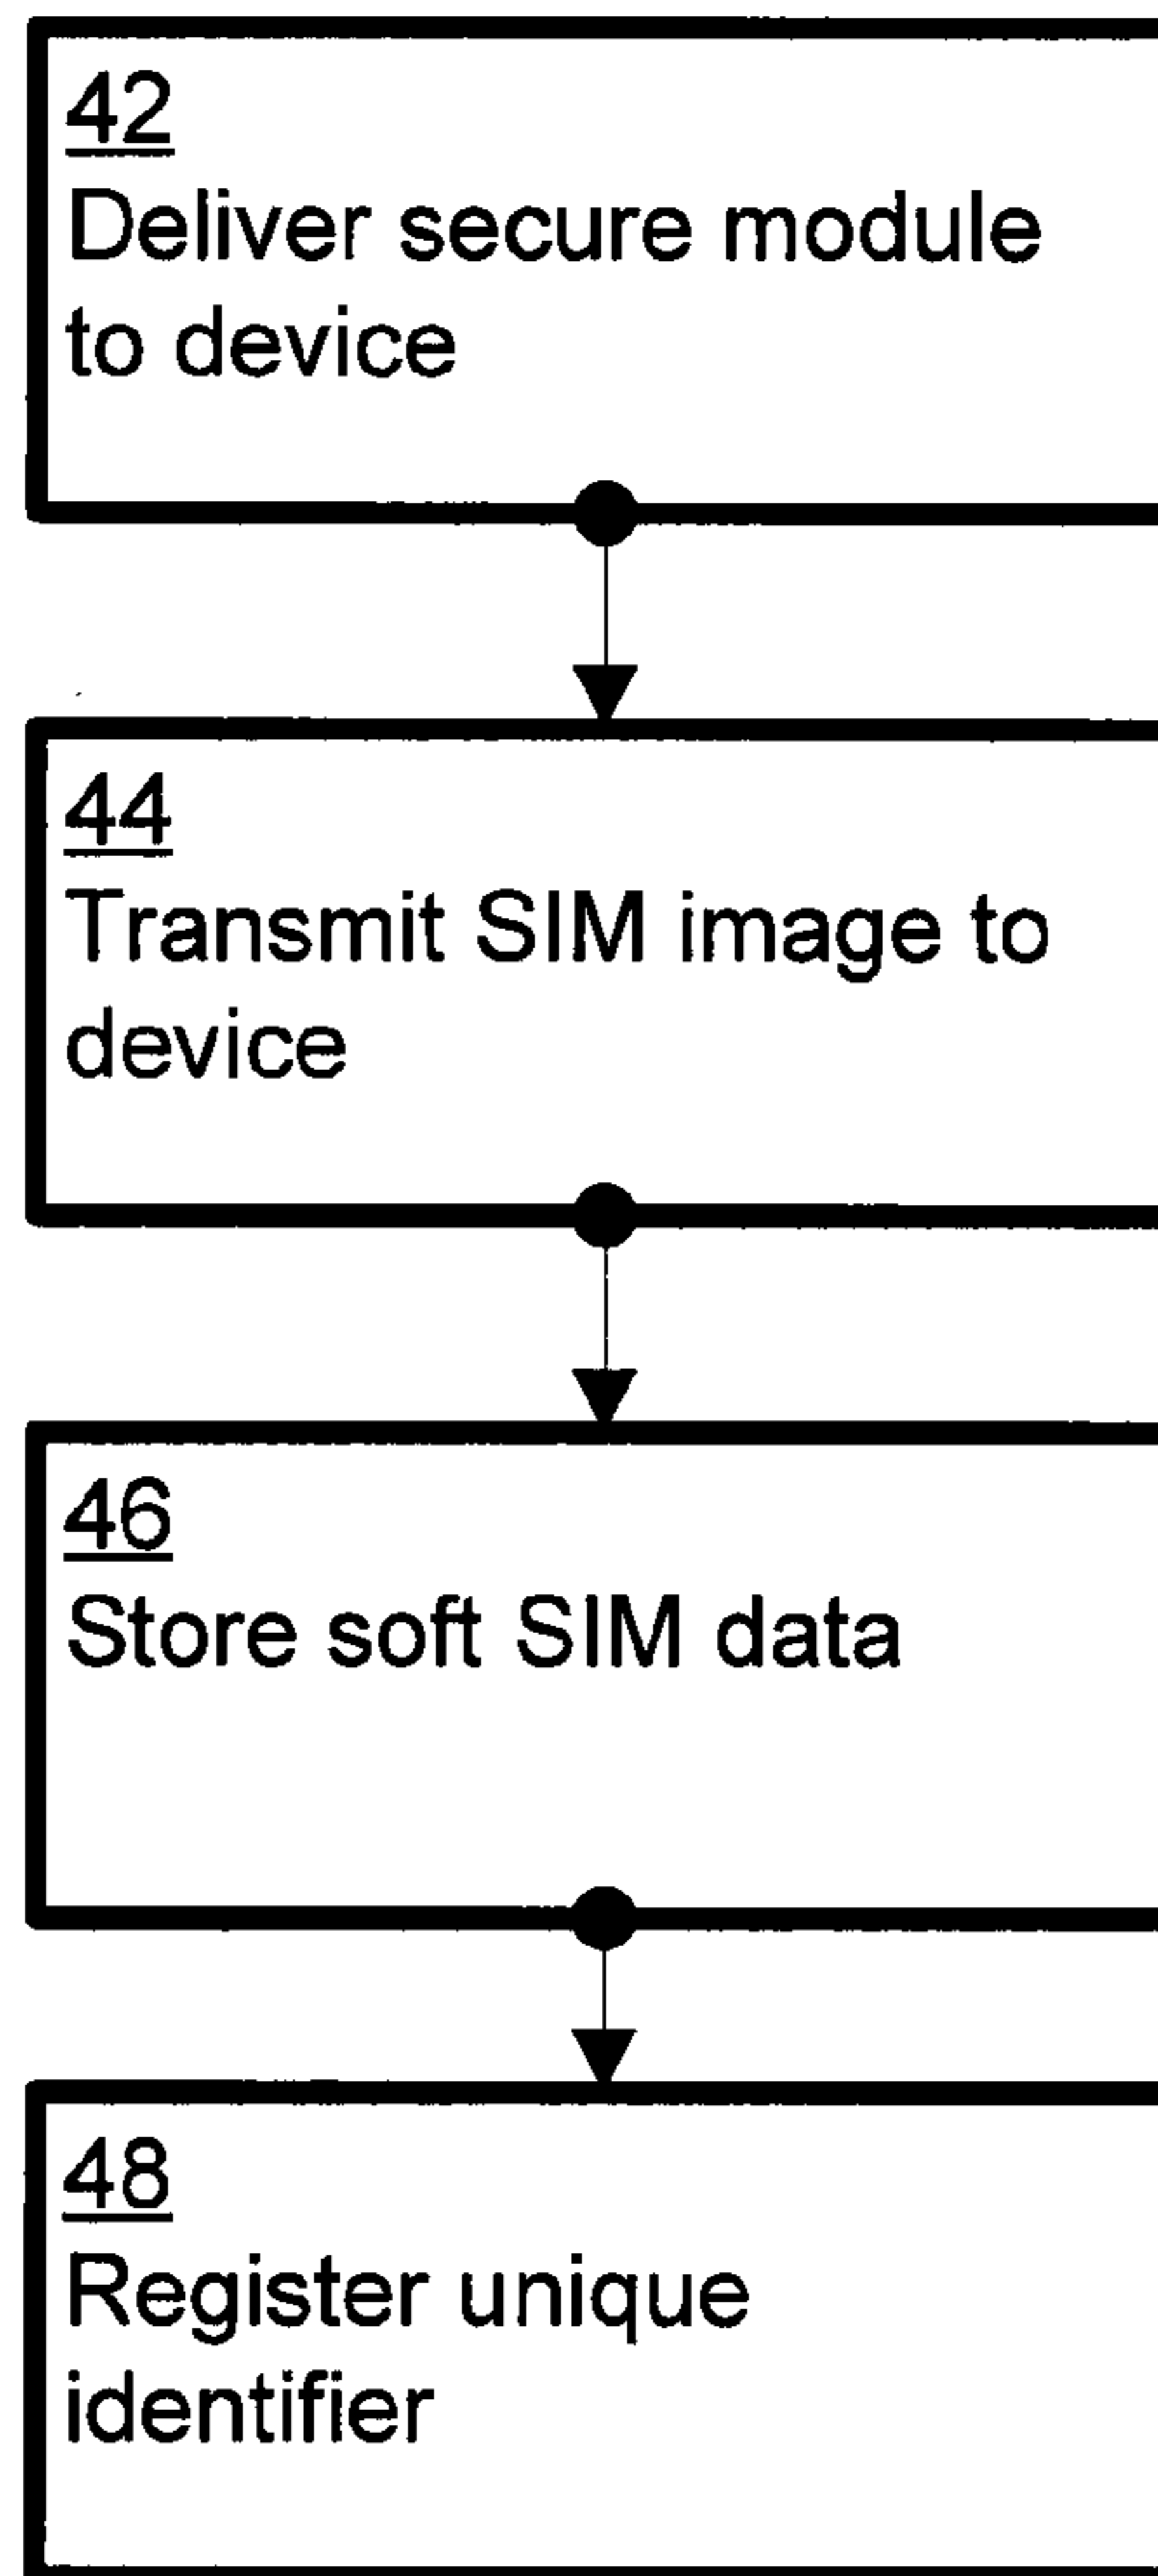 42
Deliver secure module
to device
44
Transmit SIM image to
device
46
Store soft SIM data
48
Register unique
identifier